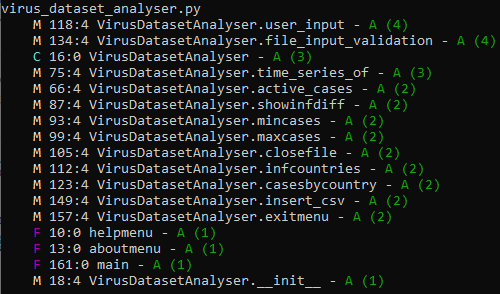 virus_dataset_analyser.py
M 118:4 VirusDatasetAnalyser.user_input - A (4)
M 134:4 VirusDatasetAnalyser.file_input_validation - A (4)
C 16:0 VirusDatasetAnalyser - A (3)
M 75:4 VirusDatasetAnalyser.time_series_of - A (3)
M 66:4 VirusDatasetAnalyser.active_cases - A (2)
M 87:4 VirusDatasetAnalyser.showinfdiff - A (2)
M 93:4 VirusDatasetAnalyser.mincases - A (2)
M 99:4 VirusDatasetAnalyser.maxcases - A (2)
M 105:4 VirusDatasetAnalyser.closefile - A (2)
M 112:4 VirusDatasetAnalyser.infcountries - A (2)
M 123:4 VirusDatasetAnalyser.casesbycountry - A (2)
M 149:4 VirusDatasetAnalyser.insert_csv - A (2)
M 157:4 VirusDatasetAnalyser.exitmenu - A (2)
F 10:0 helpmenu - A (1)
F 13:0 aboutmenu - A (1)
F 161:0 main - A (1)
M 18:4 VirusDatasetAnalyser.__init__ - A (1)